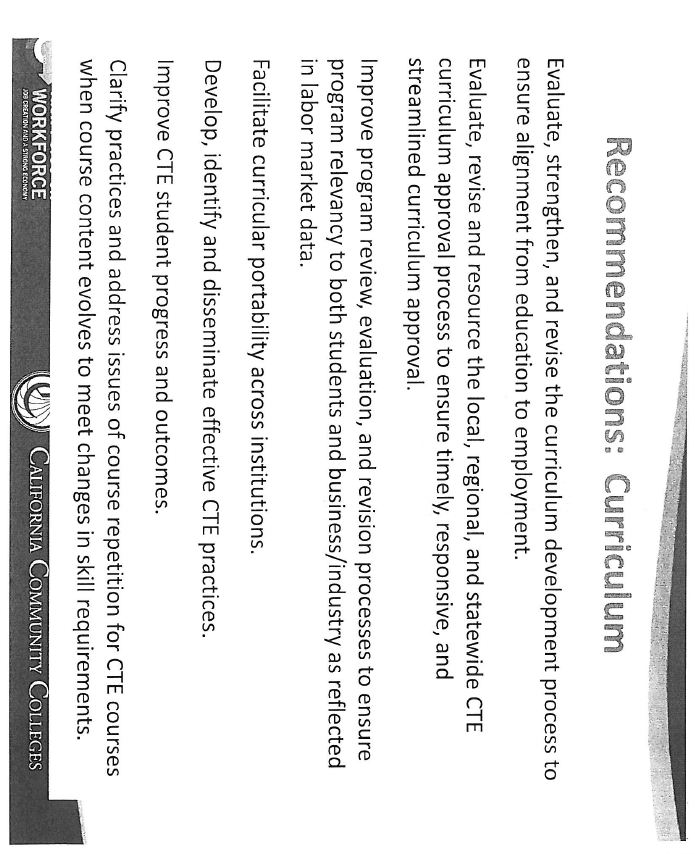 Recommendations: Curriculum
Evaluate, strengthen, and revise the curriculum development process to
ensure alignment from education to employment.
Evaluate, revise and resource the local, regional, and statewide CTE
curriculum approval process to ensure timely, responsive, and
streamlined curriculum approval.
Improve program review, evaluation, and revision processes to ensure
program relevancy to both students and business/industry as reflected
in labor market data.
Facilitate curricular portability across institutions.
Develop, identify and disseminate effective CTE practices.
Improve CTE student progress and outcomes.
Clarify practices and address issues of course repetition for CTE courses
when course content evolves to meet changes in skill requirements.
WORKFORCE
JOB CREATION AND A STRONG ECONOMY
CALIFORNIA COMMUNITY COLLEGES